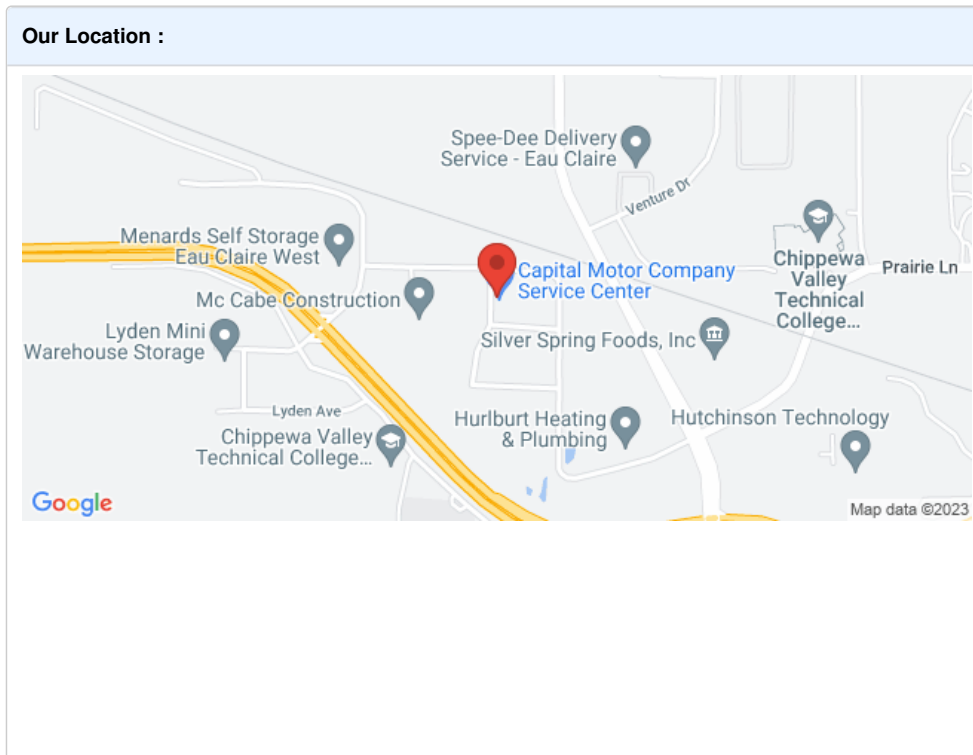 Our Location :
Spee-Dee Delivery
Service - Eau Claire
Venture Dr
Menards Self Storage
Eau Claire West
Chippewa
Valley
Technical
College...
Prairie Ln
Capital Motor Company
Service Center
Mc Cabe Construction
Lyden Mini
Warehouse Storage
Silver Spring Foods, Inc
Lyden Ave
Hurlburt Heating
& Plumbing
Hutchinson Technology
Chippewa Valley
Technical College...
Google
Map data ©2023